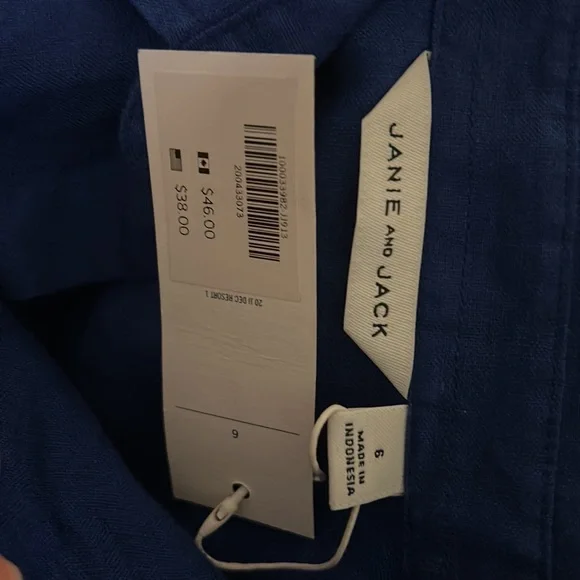 JANIE AND JACK
6
MADE IN
INDONESIA
100033982 JJ913
200433073
$46.00
$38.00
20 JJ DEC RESORT 1
6